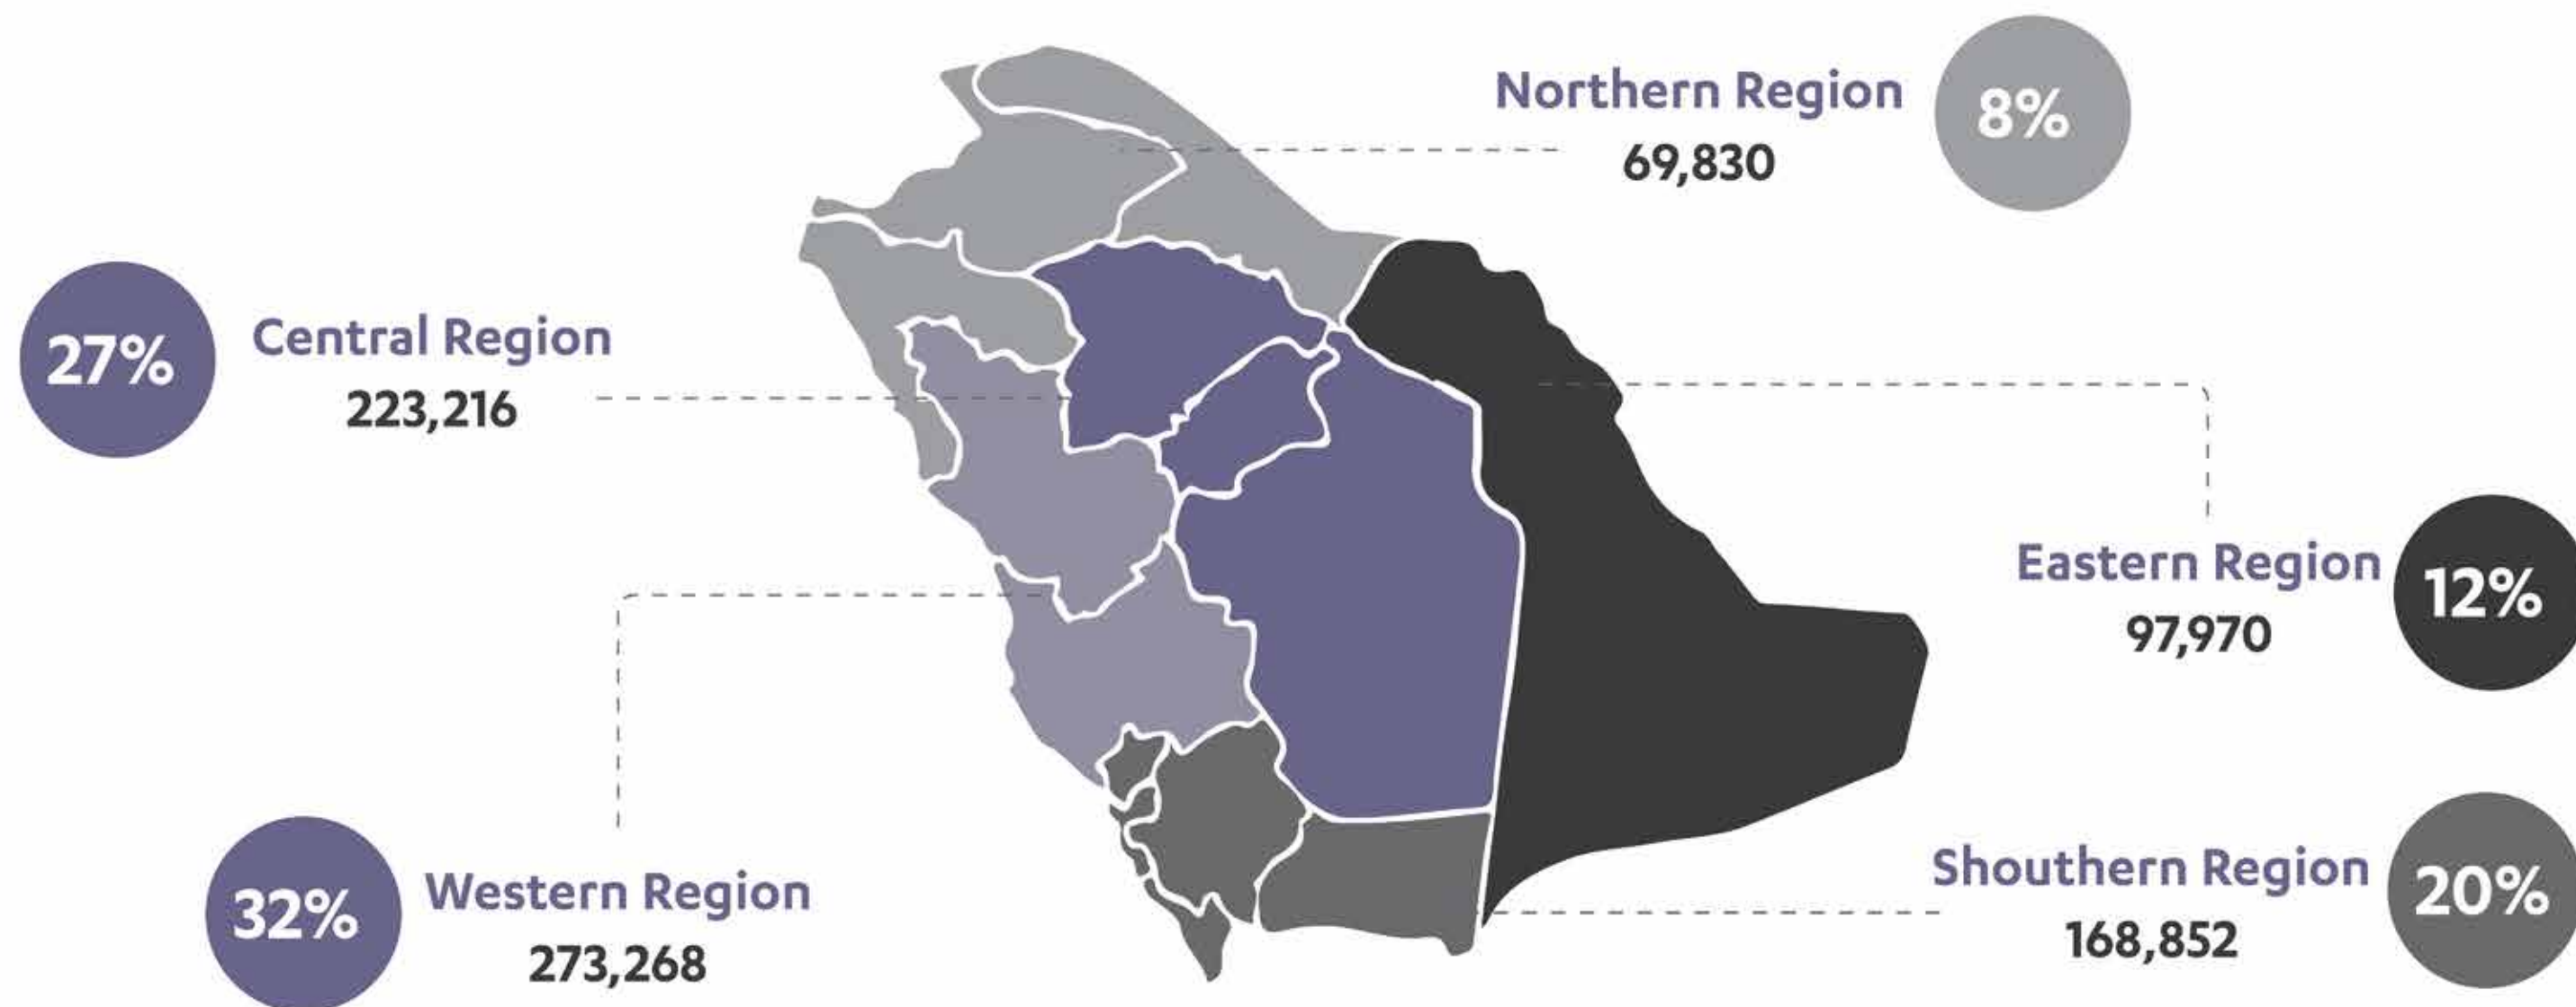 Northern Region
69,830
8%
27%
Central Region
223,216
Eastern Region
97,970
12%
32%
Western Region
273,268
Shouthern Region
168,852
20%